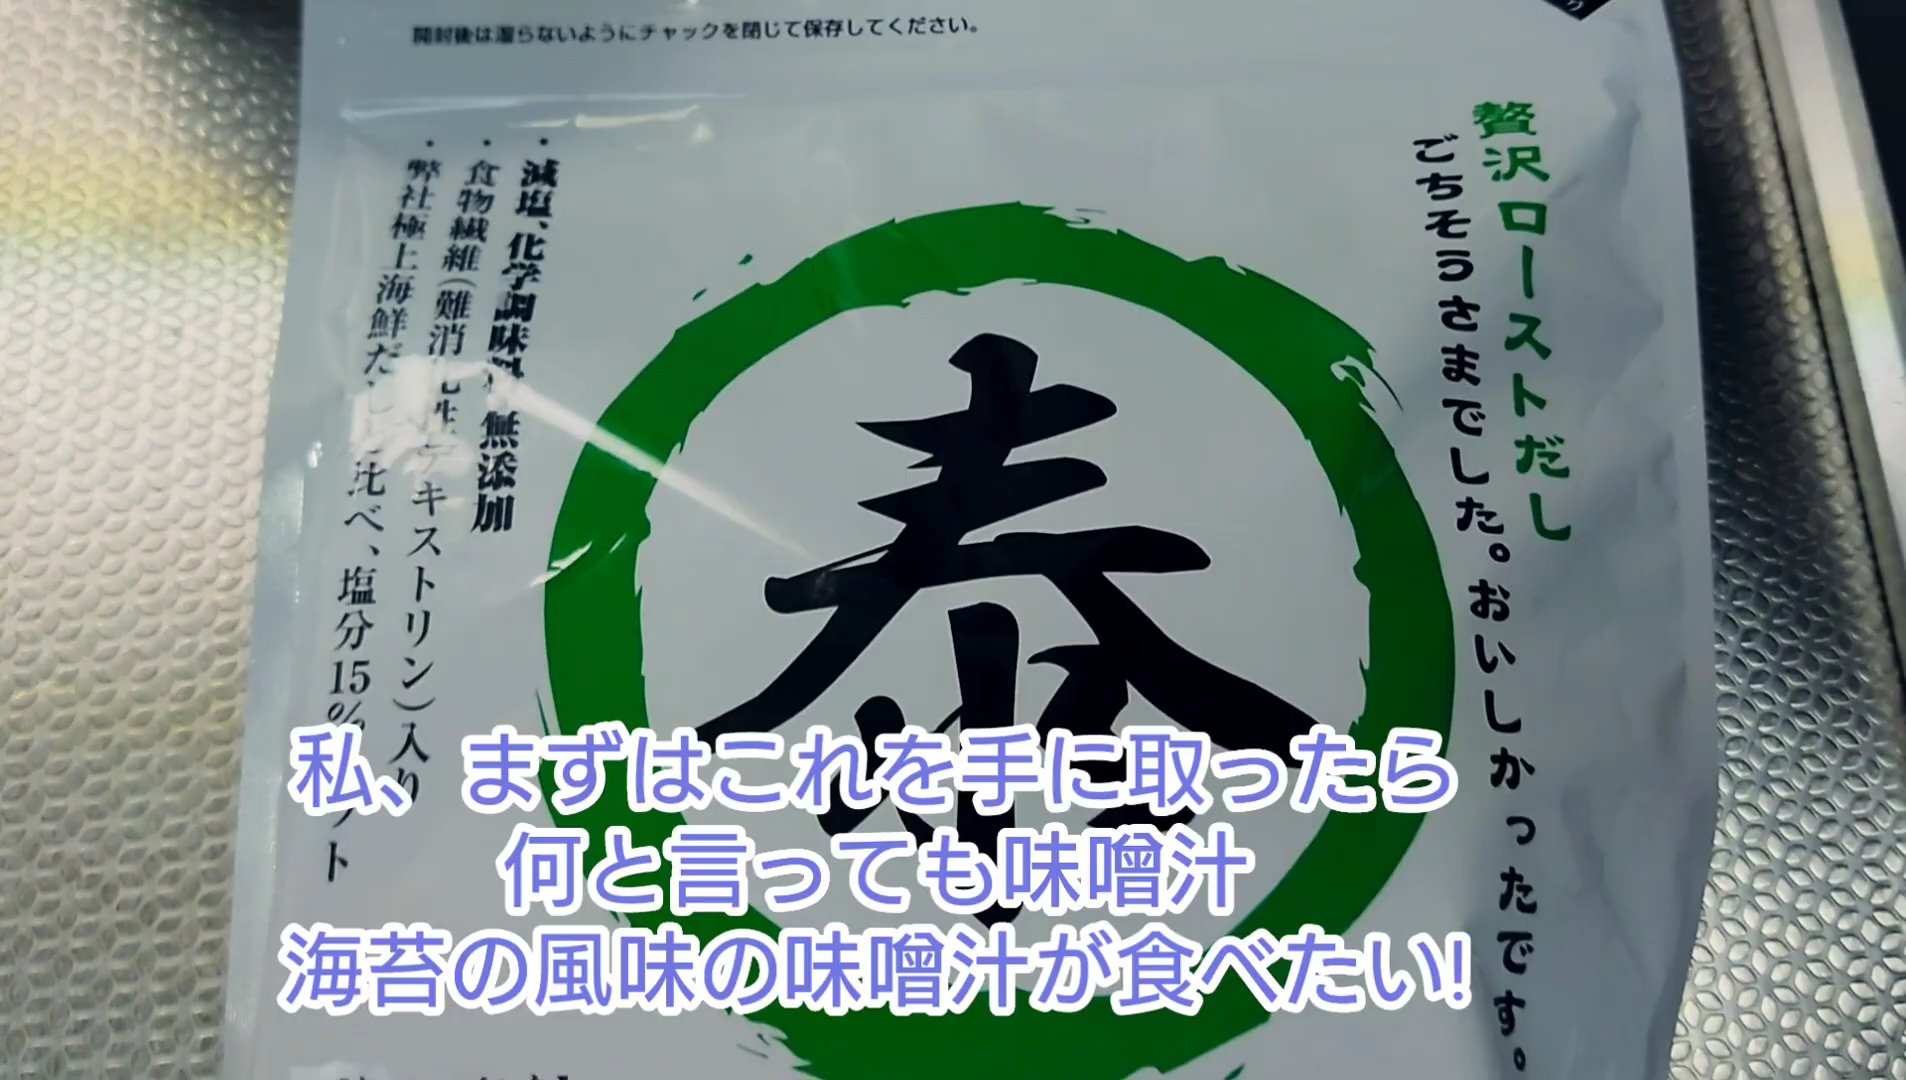 開封後は湿らないようにチャックを閉じて保存してください。
贅沢ローストだし
ごちそうさまでした。おいしかったです。
泰
・減塩、化学調味料無添加
・食物繊維(難消化性デキストリン)入り
・弊社極上海鮮だしと比べ、塩分15%カット
私、まずはこれを手に取ったら
何と言っても味噌汁
海苔の風味の味噌汁が食べたい!